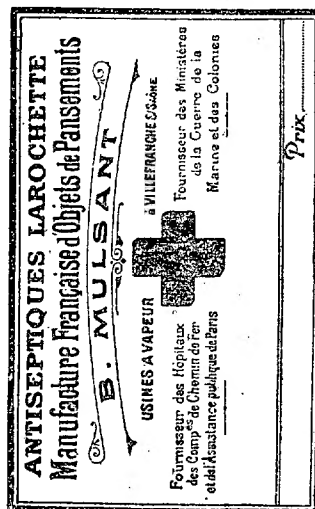 ANTISEPTIQUES LAROCHETTE
Manufacture Française d'Objets de Pansements
B. MULSANT
USINES A VAPEUR
à VILLEFRANCHE S/SAÔNE
Fournisseur des Hôpitaux
des Comp^es de Chemin de Fer
et de l'Assistance publique de Paris
Fournisseur des Ministères
de la Guerre de la
Marine et des Colonies
Prix